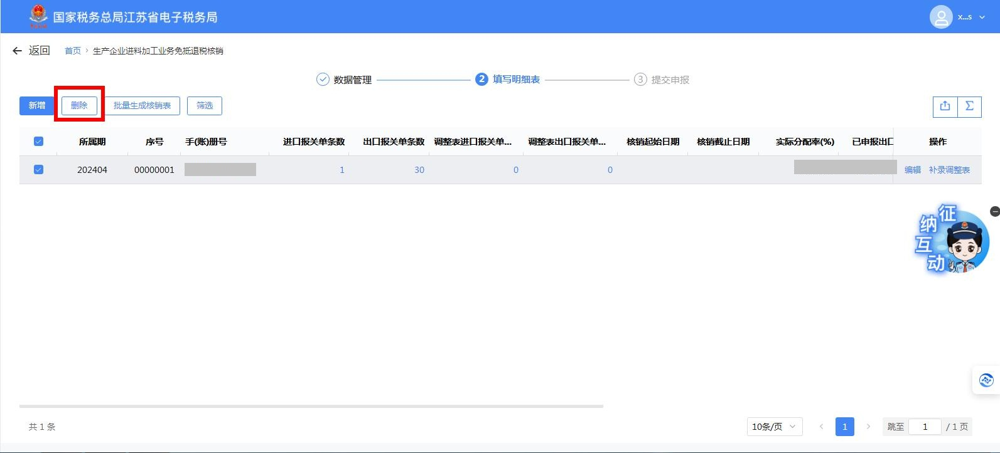 国家税务总局江苏省电子税务局
x...s
返回 首页 › 生产企业进料加工业务免抵退税核销
数据管理 2 填写明细表 3 提交申报
新增 删除 批量生成核销表 筛选
所属期 序号 手(账)册号 进口报关单条数 出口报关单条数 调整表进口报关单... 调整表出口报关单... 核销起始日期 核销截止日期 实际分配率(%) 已申报出口 操作
202404 00000001 1 30 0 0 编辑 补录调整表
征
纳
互
动
共 1 条 10条/页 1 跳至 1 / 1 页